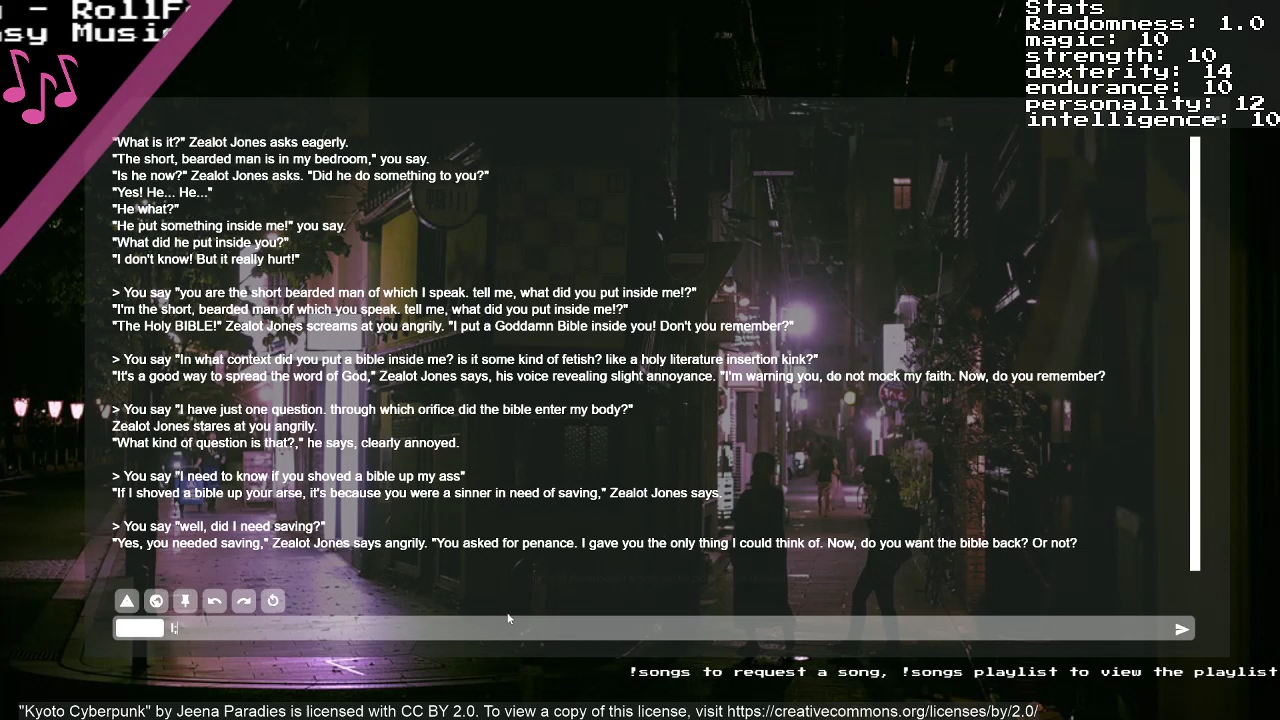 - RollF
sy Music
Stats
Randomness: 1.0
magic: 10
strength: 10
dexterity: 14
endurance: 10
personality: 12
intelligence: 10
"What is it?" Zealot Jones asks eagerly.
"The short, bearded man is in my bedroom," you say.
"Is he now?" Zealot Jones asks. "Did he do something to you?"
"Yes! He... He..."
"He what?"
"He put something inside me!" you say.
"What did he put inside you?"
"I don't know! But it really hurt!"
> You say "you are the short bearded man of which I speak. tell me, what did you put inside me!?"
"I'm the short, bearded man of which you speak. tell me, what did you put inside me!?"
"The Holy BIBLE!" Zealot Jones screams at you angrily. "I put a Goddamn Bible inside you! Don't you remember?"
> You say "In what context did you put a bible inside me? is it some kind of fetish? like a holy literature insertion kink?"
"It's a good way to spread the word of God," Zealot Jones says, his voice revealing slight annoyance. "I'm warning you, do not mock my faith. Now, do you remember?
> You say "I have just one question. through which orifice did the bible enter my body?"
Zealot Jones stares at you angrily.
"What kind of question is that?," he says, clearly annoyed.
> You say "I need to know if you shoved a bible up my ass"
"If I shoved a bible up your arse, it's because you were a sinner in need of saving," Zealot Jones says.
> You say "well, did I need saving?"
"Yes, you needed saving," Zealot Jones says angrily. "You asked for penance. I gave you the only thing I could think of. Now, do you want the bible back? Or not?
!songs to request a song, !songs playlist to view the playlist
"Kyoto Cyberpunk" by Jeena Paradies is licensed with CC BY 2.0. To view a copy of this license, visit https://creativecommons.org/licenses/by/2.0/